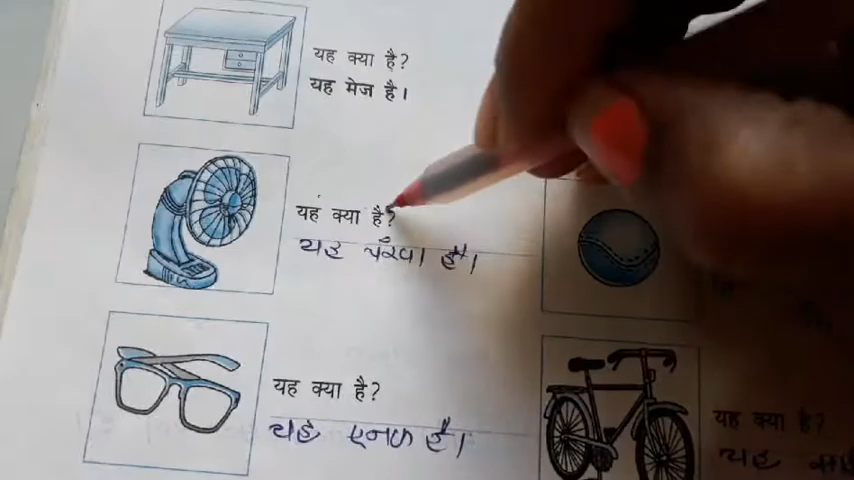 यह क्या है?
यह मेज है।
यह क्या है?
यह पंखा है।
यह क्या है?
यह एनक है।
यह क्या है?
यह